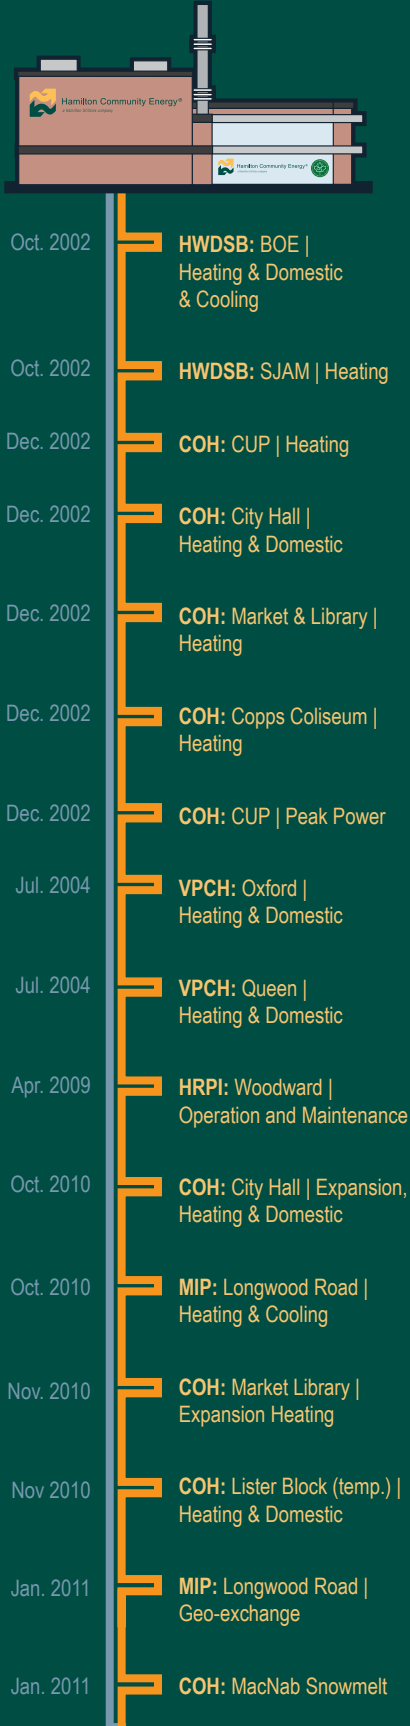 Hamilton Community Energy®
Hamilton Community Energy®
Oct. 2002
HWDSB: BOE |
Heating & Domestic
& Cooling
Oct. 2002
HWDSB: SJAM | Heating
Dec. 2002
COH: CUP | Heating
Dec. 2002
COH: City Hall |
Heating & Domestic
Dec. 2002
COH: Market & Library |
Heating
Dec. 2002
COH: Copps Coliseum |
Heating
Dec. 2002
COH: CUP | Peak Power
Jul. 2004
VPCH: Oxford |
Heating & Domestic
Jul. 2004
VPCH: Queen |
Heating & Domestic
Apr. 2009
HRPI: Woodward |
Operation and Maintenance
Oct. 2010
COH: City Hall | Expansion,
Heating & Domestic
Oct. 2010
MIP: Longwood Road |
Heating & Cooling
Nov. 2010
COH: Market Library |
Expansion Heating
Nov 2010
COH: Lister Block (temp.) |
Heating & Domestic
Jan. 2011
MIP: Longwood Road |
Geo-exchange
Jan. 2011
COH: MacNab Snowmelt